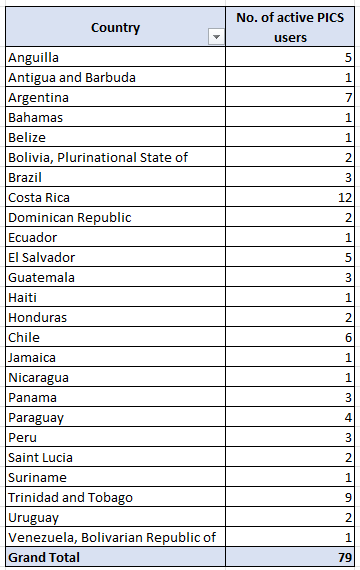 Country
No. of active PICS
users
Anguilla 5
Antigua and Barbuda 1
Argentina 7
Bahamas 1
Belize 1
Bolivia, Plurinational State of 2
Brazil 3
Costa Rica 12
Dominican Republic 2
Ecuador 1
El Salvador 5
Guatemala 3
Haiti 1
Honduras 2
Chile 6
Jamaica 1
Nicaragua 1
Panama 3
Paraguay 4
Peru 3
Saint Lucia 2
Suriname 1
Trinidad and Tobago 9
Uruguay 2
Venezuela, Bolivarian Republic of 1
Grand Total 79